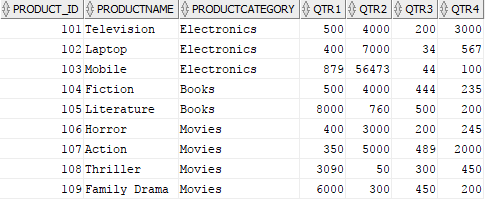 PRODUCT_ID PRODUCTNAME PRODUCTCATEGORY QTR1 QTR2 QTR3 QTR4
101 Television Electronics 500 4000 200 3000
102 Laptop Electronics 400 7000 34 567
103 Mobile Electronics 879 56473 44 100
104 Fiction Books 500 4000 444 235
105 Literature Books 8000 760 500 200
106 Horror Movies 400 3000 200 245
107 Action Movies 350 5000 489 2000
108 Thriller Movies 3090 50 300 450
109 Family Drama Movies 6000 300 450 200